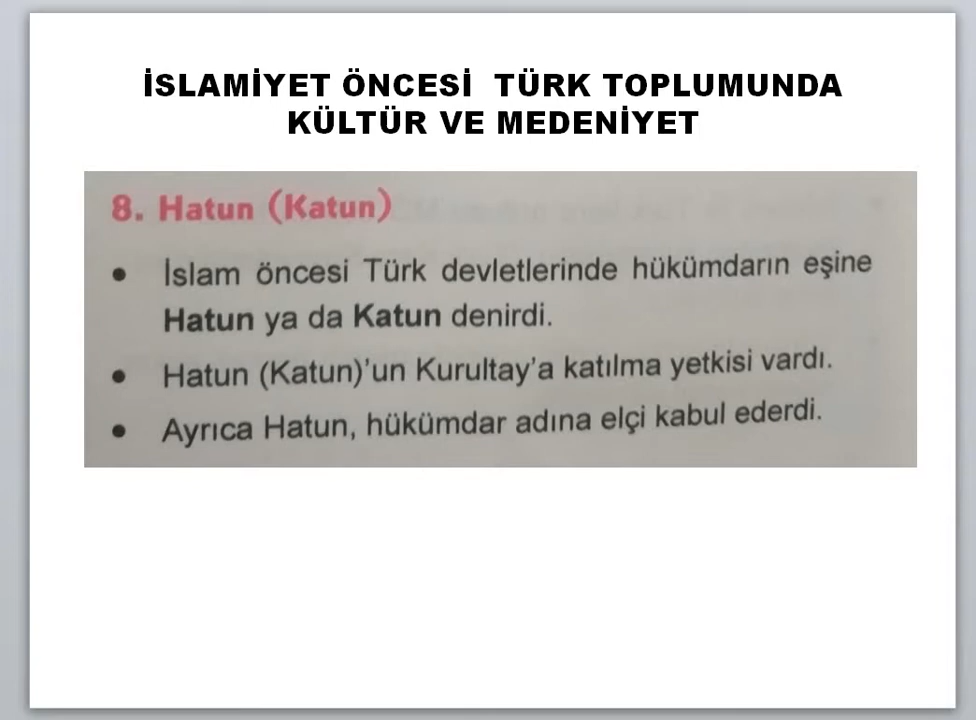 İSLAMİYET ÖNCESİ TÜRK TOPLUMUNDA
KÜLTÜR VE MEDENİYET
8. Hatun (Katun)
• İslam öncesi Türk devletlerinde hükümdarın eşine
Hatun ya da Katun denirdi.
• Hatun (Katun)'un Kurultay'a katılma yetkisi vardı.
• Ayrıca Hatun, hükümdar adına elçi kabul ederdi.